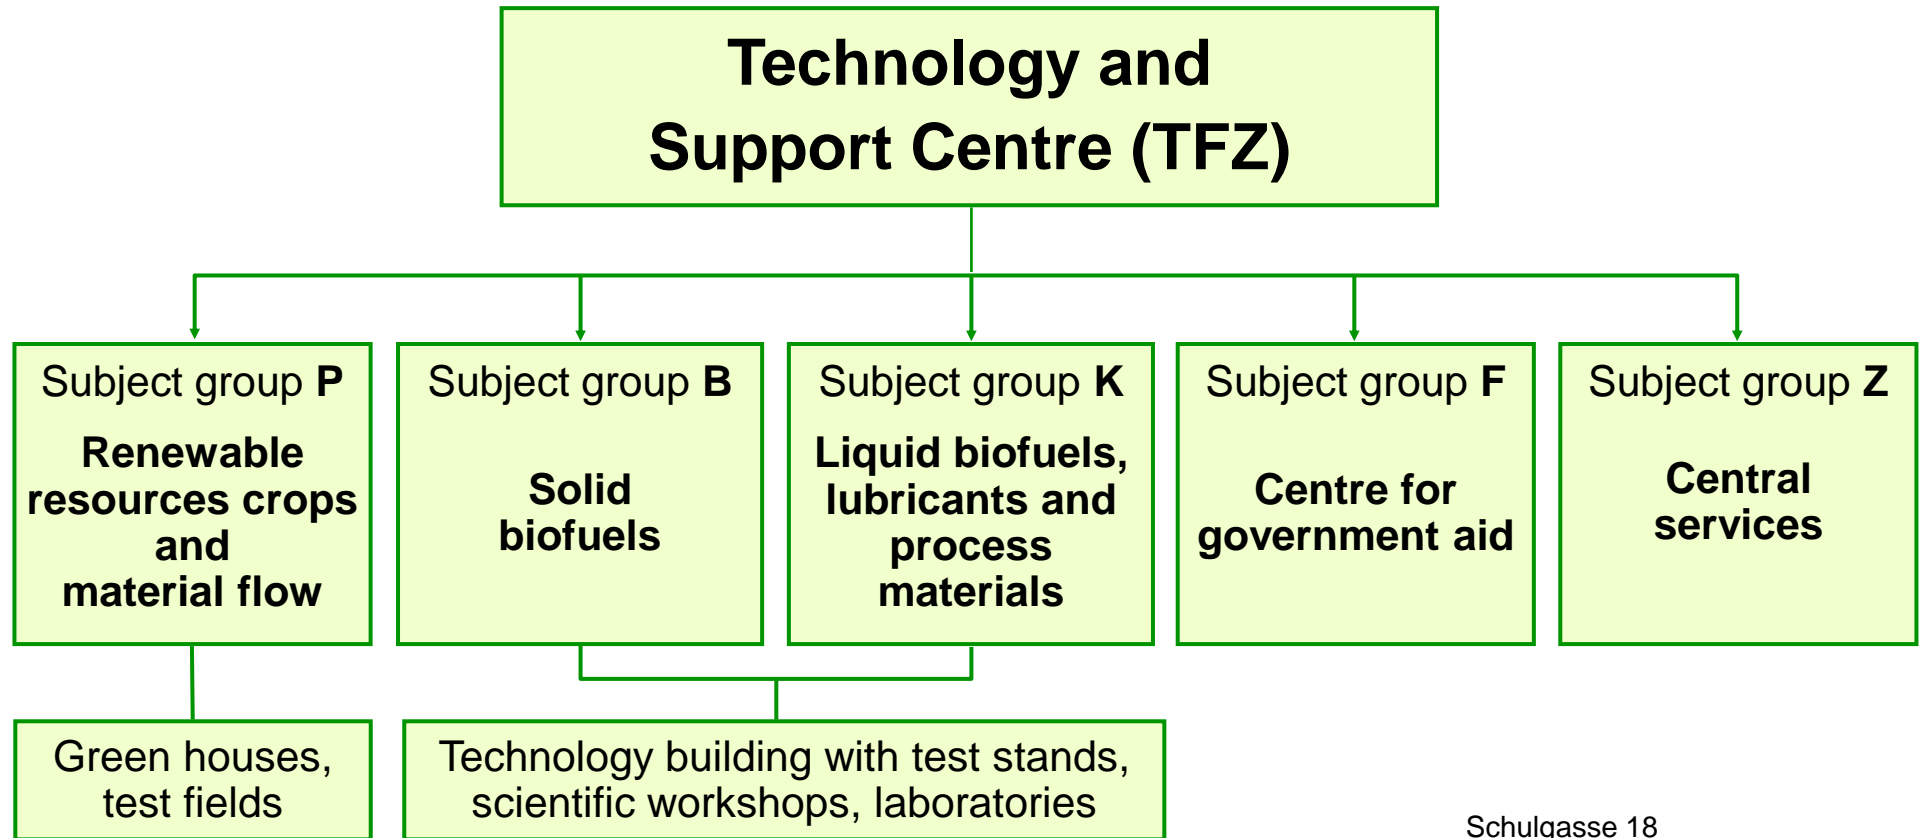 Technology and
Support Centre (TFZ)
Subject group P
Renewable
resources crops
and
material flow
Subject group B
Solid
biofuels
Subject group K
Liquid biofuels,
lubricants and
process
materials
Subject group F
Centre for
government aid
Subject group Z
Central
services
Green houses,
test fields
Technology building with test stands,
scientific workshops, laboratories
Schulgasse 18